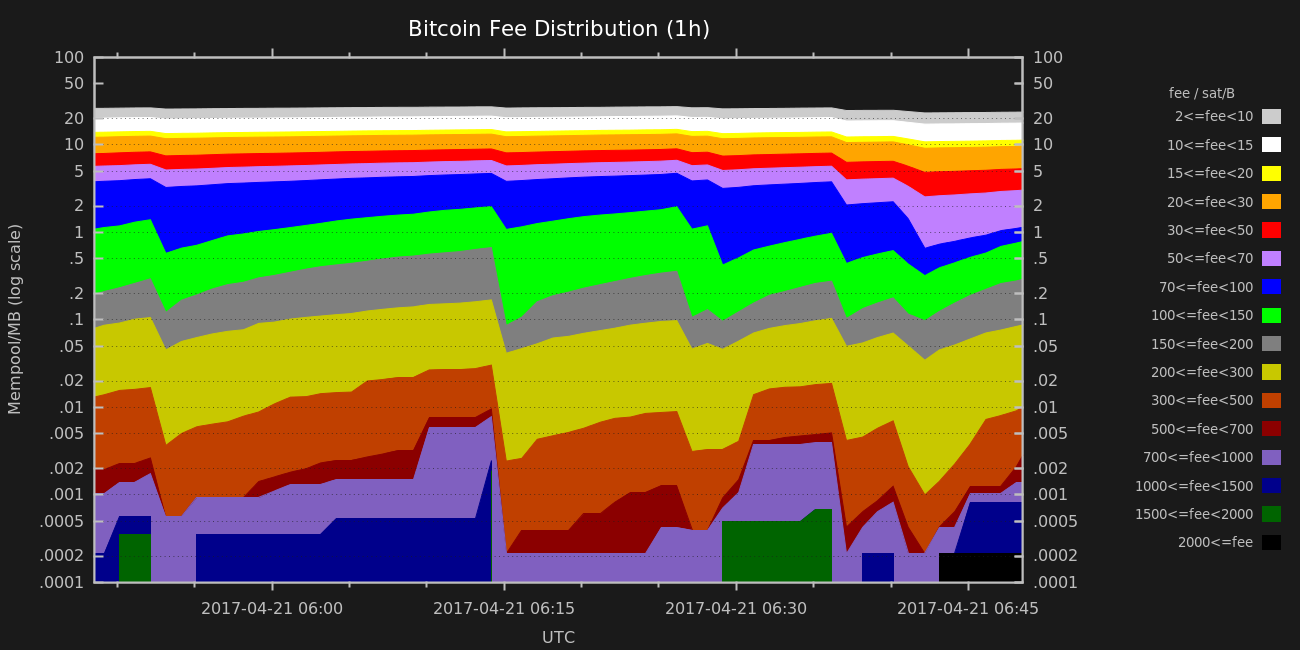 Bitcoin Fee Distribution (1h)
Mempool/MB (log scale)
100
50
20
10
5
2
1
.5
.2
.1
.05
.02
.01
.005
.002
.001
.0005
.0002
.0001
100
50
20
10
5
2
1
.5
.2
.1
.05
.02
.01
.005
.002
.001
.0005
.0002
.0001
2017-04-21 06:00
2017-04-21 06:15
2017-04-21 06:30
2017-04-21 06:45
UTC
fee / sat/B
2<=fee<10
10<=fee<15
15<=fee<20
20<=fee<30
30<=fee<50
50<=fee<70
70<=fee<100
100<=fee<150
150<=fee<200
200<=fee<300
300<=fee<500
500<=fee<700
700<=fee<1000
1000<=fee<1500
1500<=fee<2000
2000<=fee